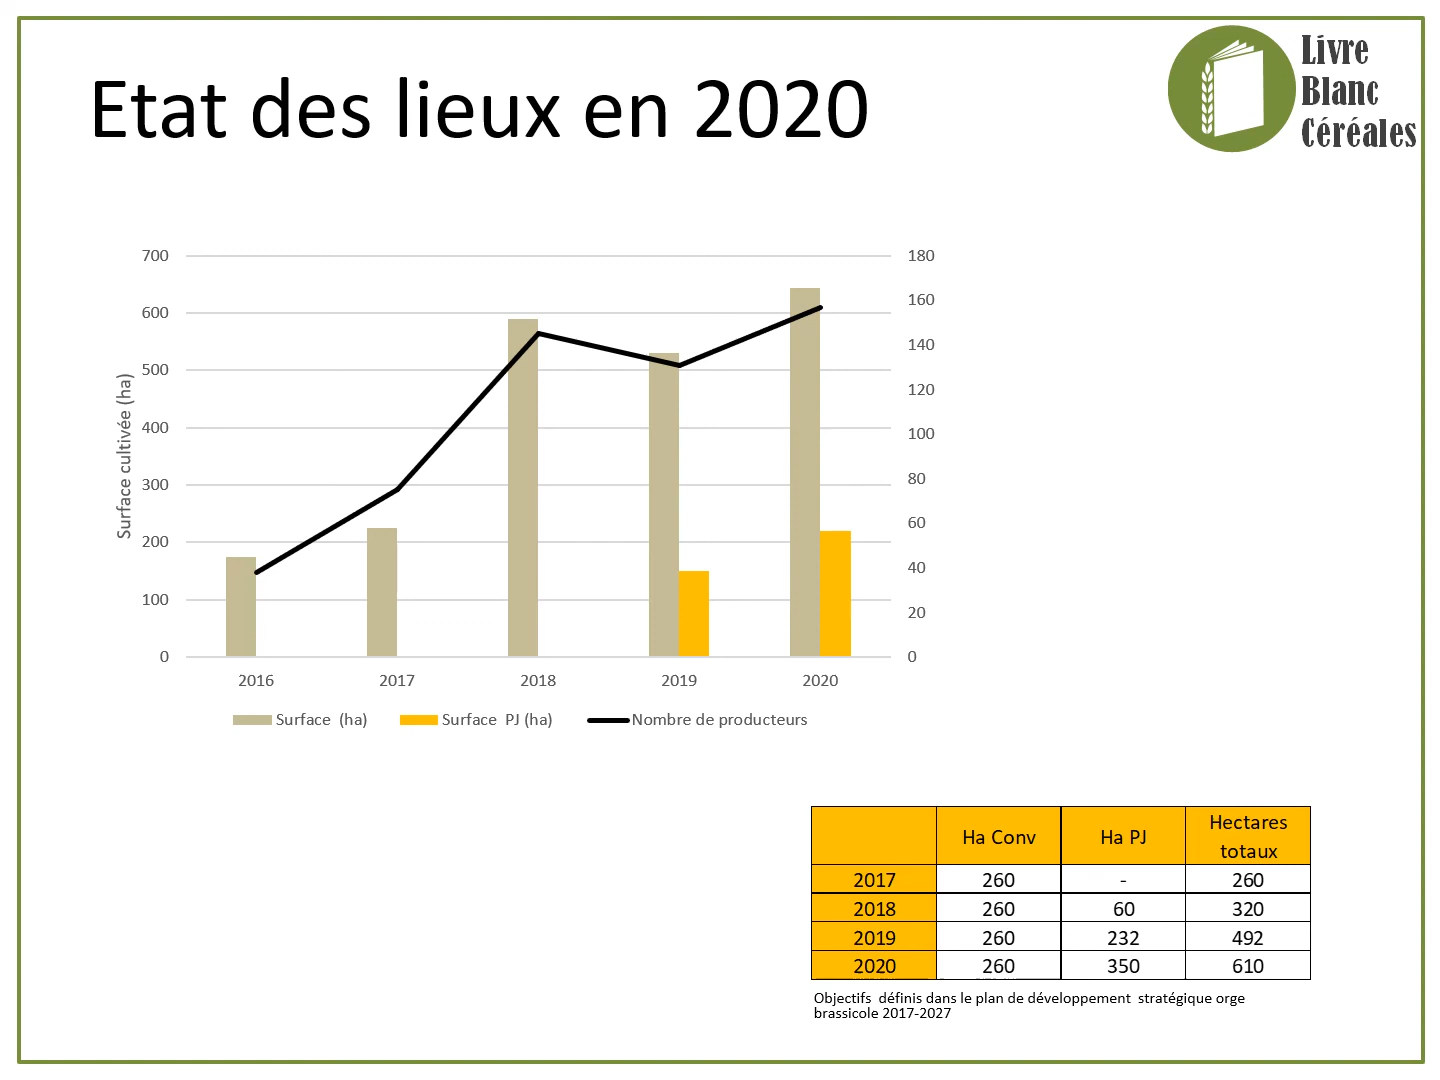 Etat des lieux en 2020
Livre
Blanc
Céréales
700
600
500
400
300
200
100
0
Surface cultivée (ha)
180
160
140
120
100
80
60
40
20
0
2016 2017 2018 2019 2020
Surface (ha) Surface PJ (ha) Nombre de producteurs
Ha Conv Ha PJ Hectares totaux
2017 260 - 260
2018 260 60 320
2019 260 232 492
2020 260 350 610
Objectifs définis dans le plan de développement stratégique orge
brassicole 2017-2027